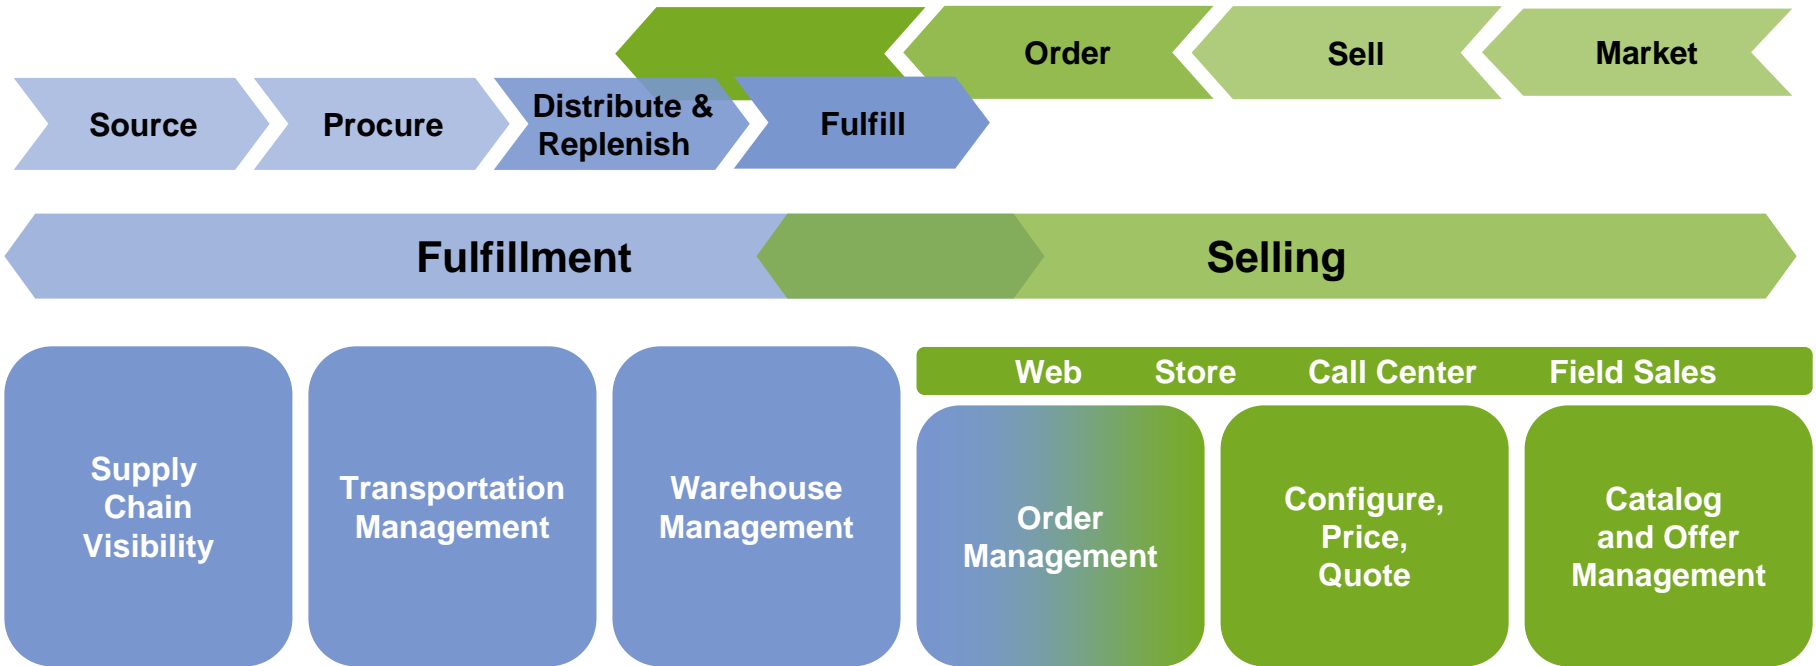 Order
Sell
Market
Source
Procure
Distribute &
Replenish
Fulfill
Fulfillment
Selling
Web Store Call Center Field Sales
Supply
Chain
Visibility
Transportation
Management
Warehouse
Management
Order
Management
Configure,
Price,
Quote
Catalog
and Offer
Management